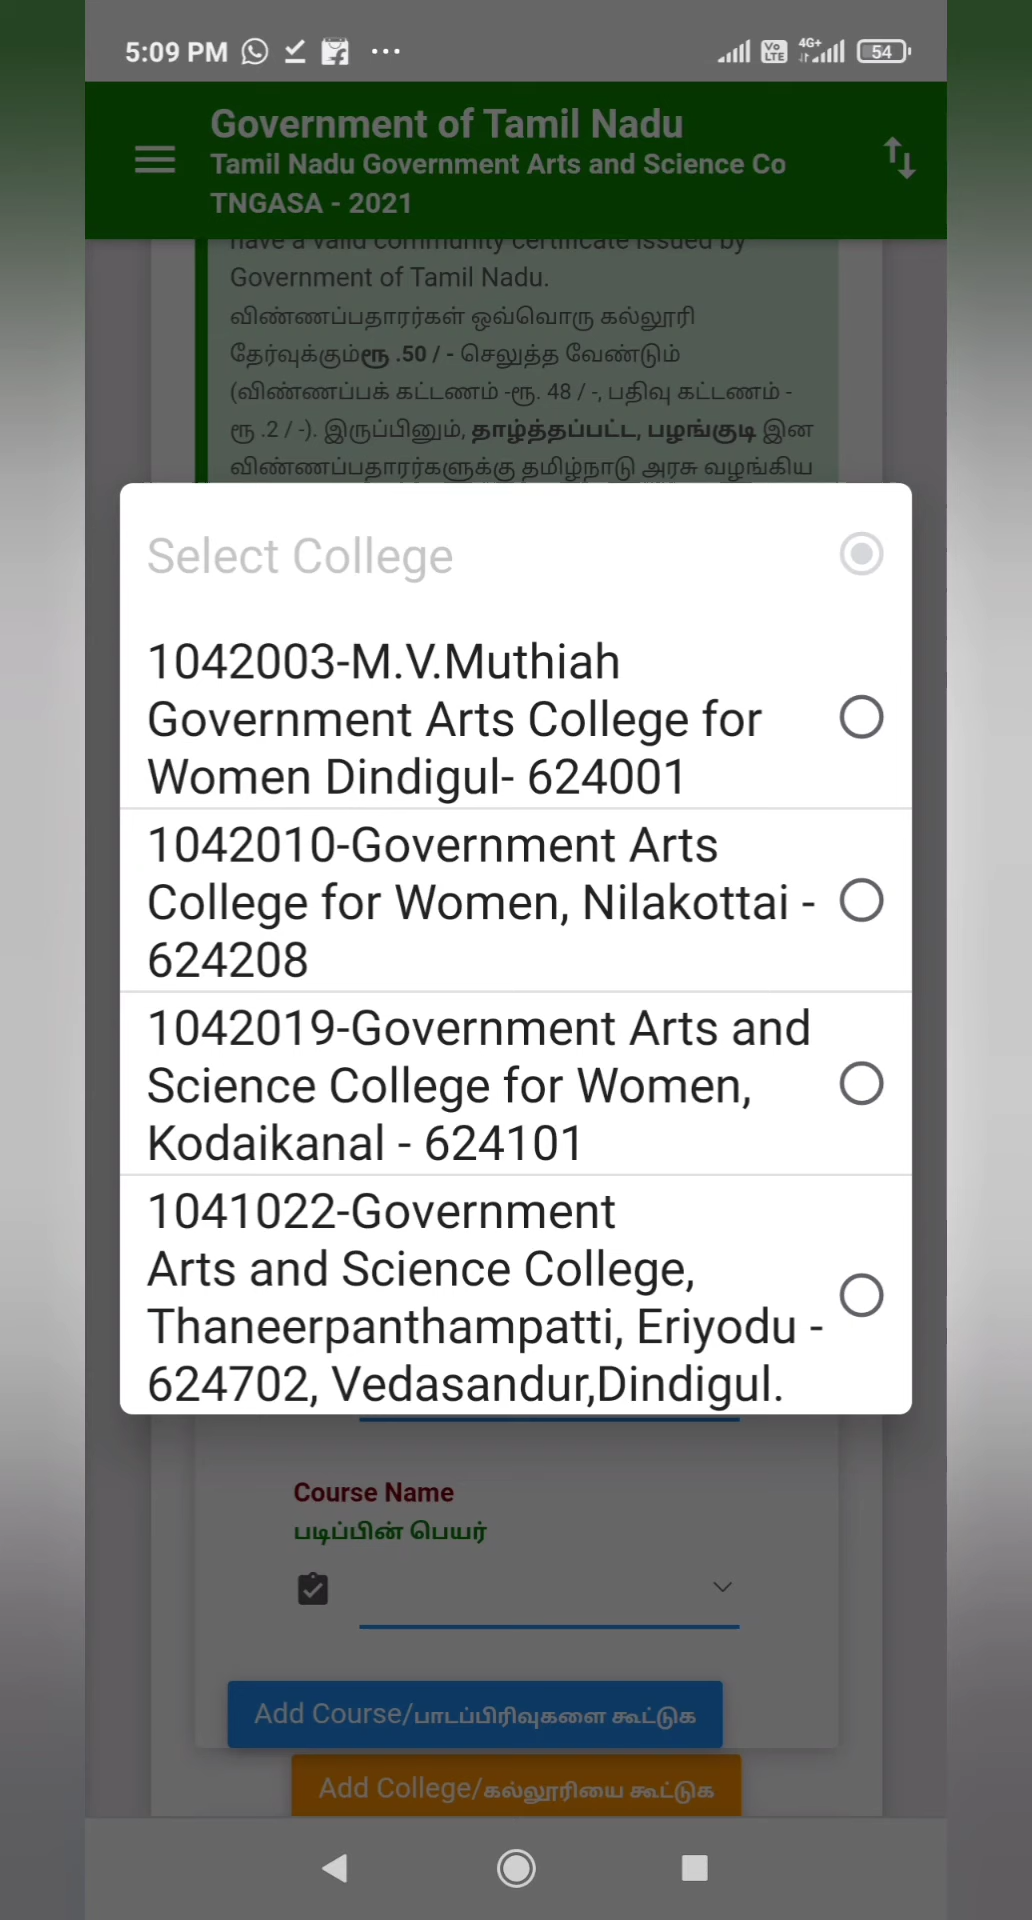 5:09 PM
Vo LTE 4G+ 54
Government of Tamil Nadu
Tamil Nadu Government Arts and Science Co
TNGASA - 2021
have a valid community certificate issued by
Government of Tamil Nadu.
விண்ணப்பதாரர்கள் ஒவ்வொரு கல்லூரி
தேர்வுக்கும்ரூ .50 / - செலுத்த வேண்டும்
(விண்ணப்பக் கட்டணம் -ரூ. 48 / -, பதிவு கட்டணம் -
ரூ .2 / -). இருப்பினும், தாழ்த்தப்பட்ட, பழங்குடி இன
விண்ணப்பதாரர்களுக்கு தமிழ்நாடு அரசு வழங்கிய
Select College
1042003-M.V.Muthiah
Government Arts College for
Women Dindigul- 624001
1042010-Government Arts
College for Women, Nilakottai -
624208
1042019-Government Arts and
Science College for Women,
Kodaikanal - 624101
1041022-Government
Arts and Science College,
Thaneerpanthampatti, Eriyodu -
624702, Vedasandur,Dindigul.
Course Name
படிப்பின் பெயர்
Add Course/பாடப்பிரிவுகளை கூட்டுக
Add College/கல்லூரியை கூட்டுக